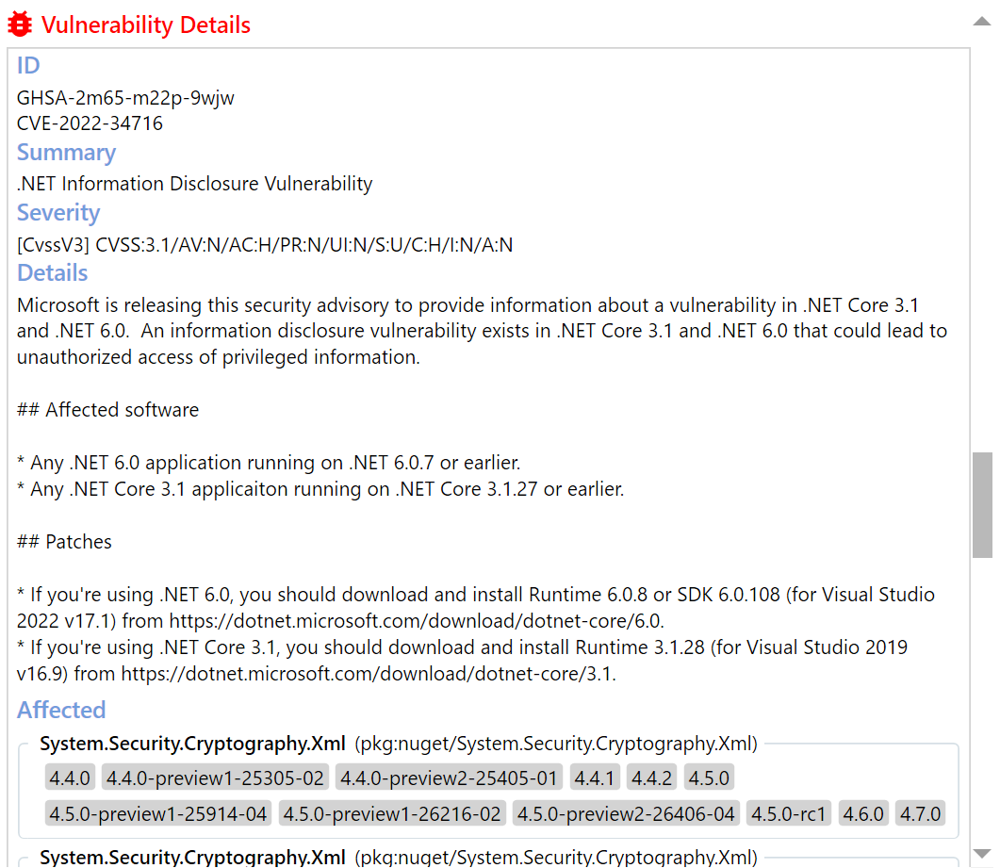 Vulnerability Details
ID
GHSA-2m65-m22p-9wjw
CVE-2022-34716
Summary
.NET Information Disclosure Vulnerability
Severity
[CvssV3] CVSS:3.1/AV:N/AC:H/PR:N/UI:N/S:U/C:H/I:N/A:N
Details
Microsoft is releasing this security advisory to provide information about a vulnerability in .NET Core 3.1
and .NET 6.0.  An information disclosure vulnerability exists in .NET Core 3.1 and .NET 6.0 that could lead to
unauthorized access of privileged information.
## Affected software
* Any .NET 6.0 application running on .NET 6.0.7 or earlier.
* Any .NET Core 3.1 applicaiton running on .NET Core 3.1.27 or earlier.
## Patches
* If you're using .NET 6.0, you should download and install Runtime 6.0.8 or SDK 6.0.108 (for Visual Studio
2022 v17.1) from https://dotnet.microsoft.com/download/dotnet-core/6.0.
* If you're using .NET Core 3.1, you should download and install Runtime 3.1.28 (for Visual Studio 2019
v16.9) from https://dotnet.microsoft.com/download/dotnet-core/3.1.
Affected
System.Security.Cryptography.Xml (pkg:nuget/System.Security.Cryptography.Xml)
4.4.0 4.4.0-preview1-25305-02 4.4.0-preview2-25405-01 4.4.1 4.4.2 4.5.0
4.5.0-preview1-25914-04 4.5.0-preview1-26216-02 4.5.0-preview2-26406-04 4.5.0-rc1 4.6.0 4.7.0
System.Security.Cryptography.Xml (pkg:nuget/System.Security.Cryptography.Xml)